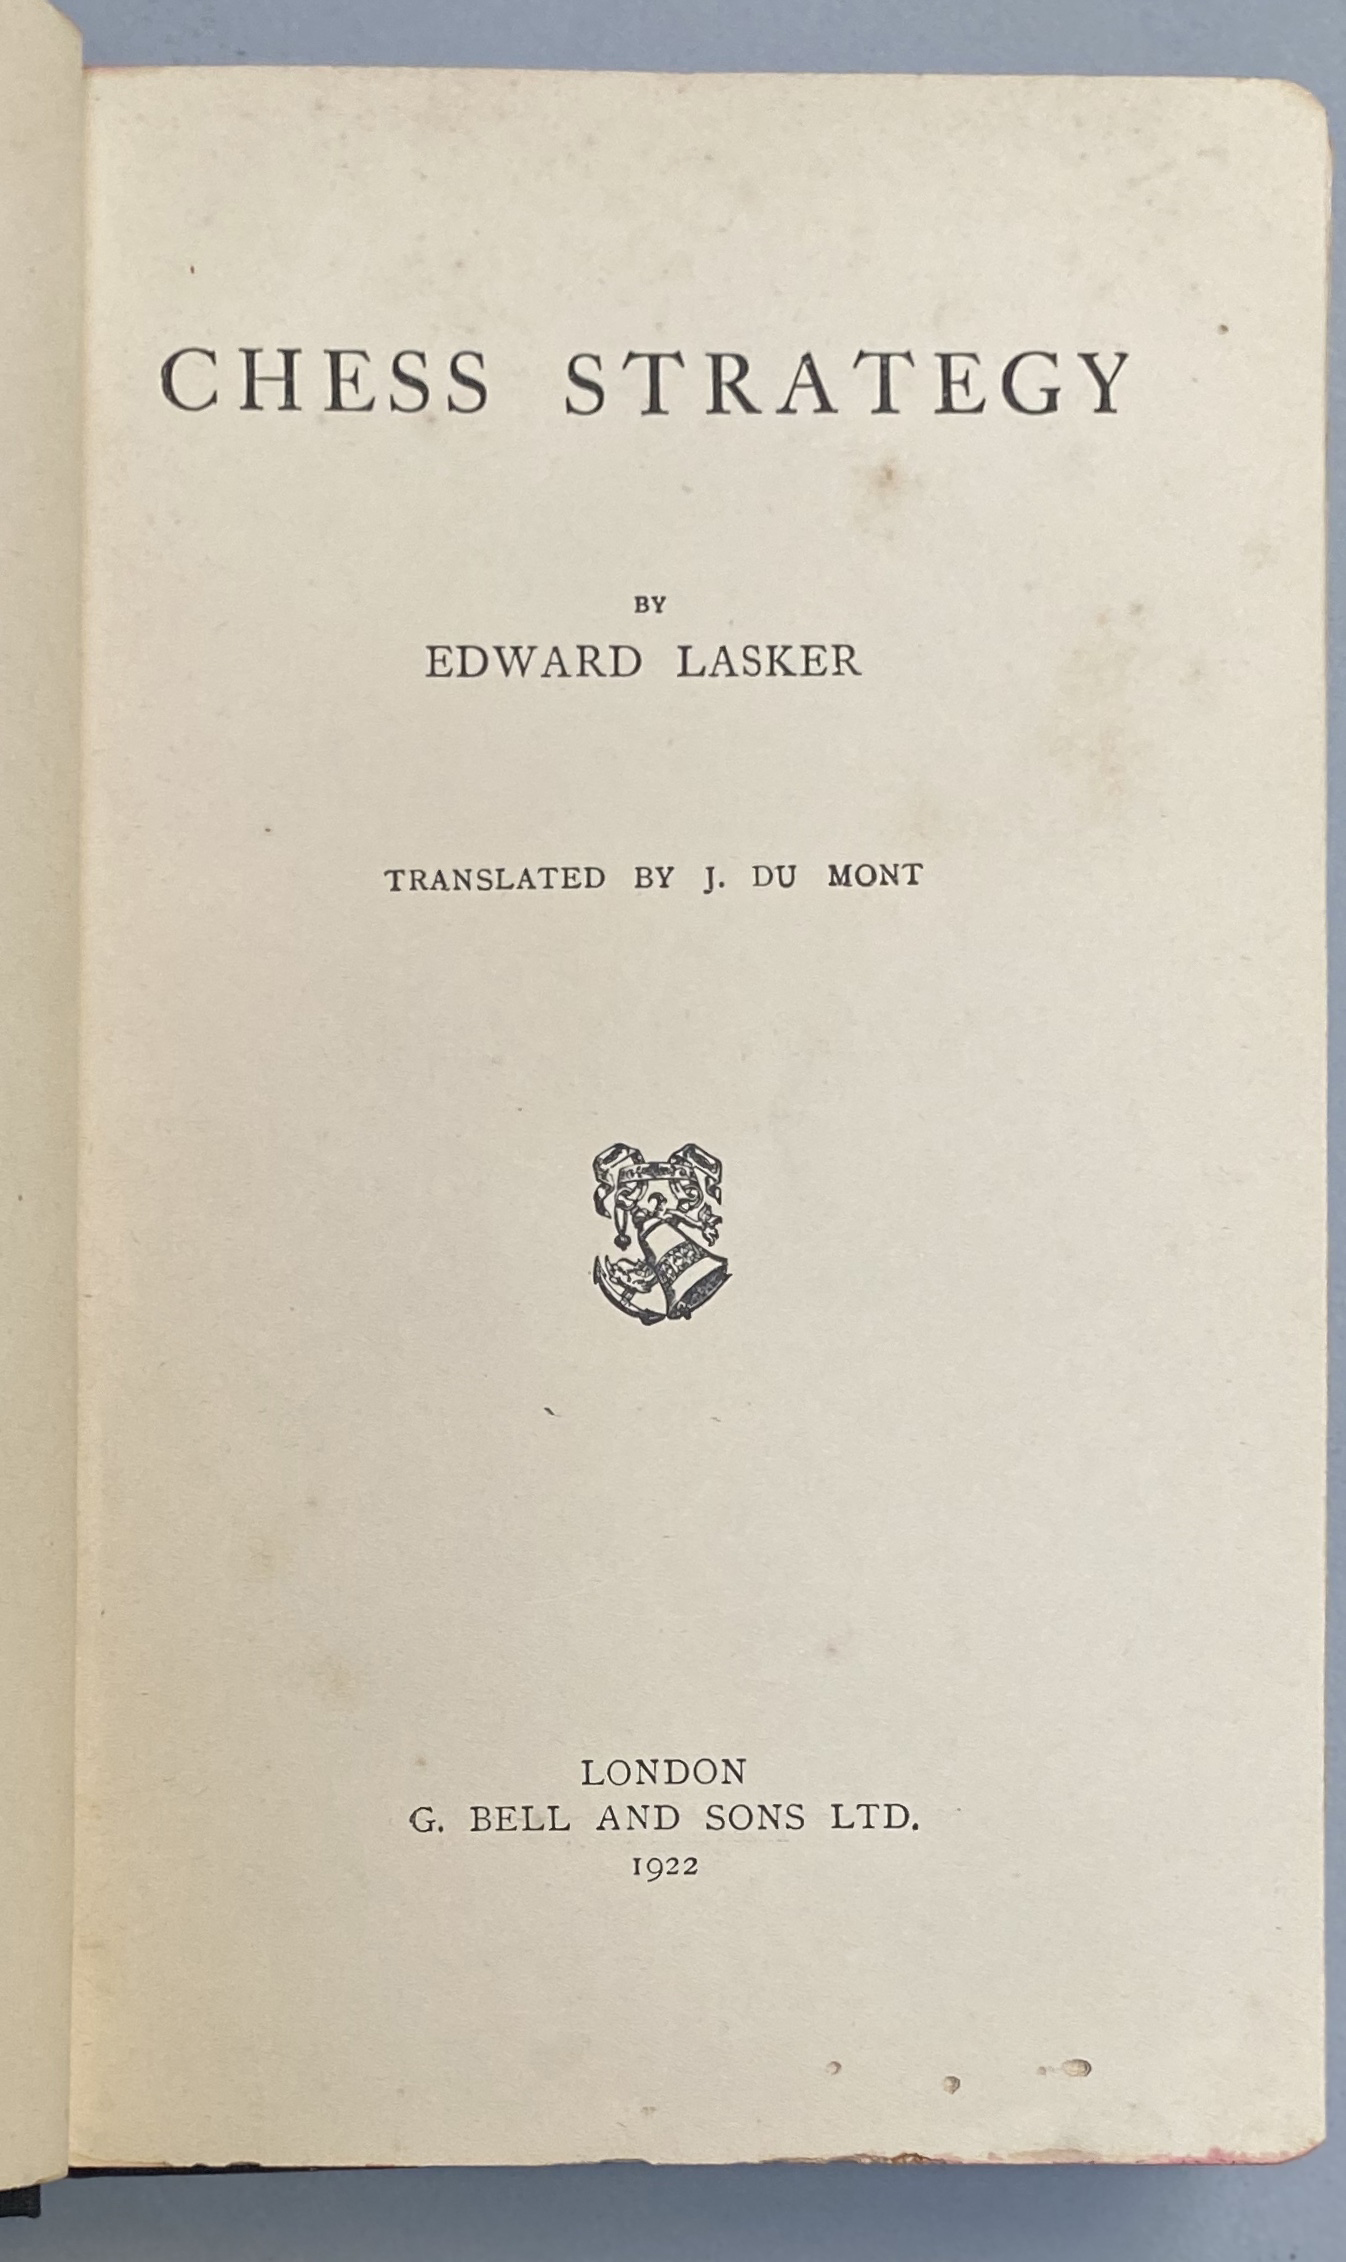 CHESS STRATEGY
BY
EDWARD LASKER
TRANSLATED BY J. DU MONT
LONDON
G. BELL AND SONS LTD.
1922